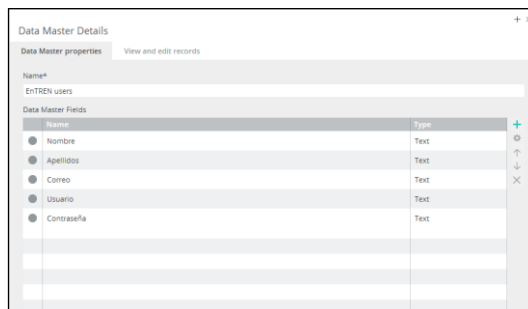 Data Master Details
Data Master properties View and edit records
Name*
EnTREN users
Data Master Fields
Name Type
Nombre Text
Apellidos Text
Correo Text
Usuario Text
Contraseña Text